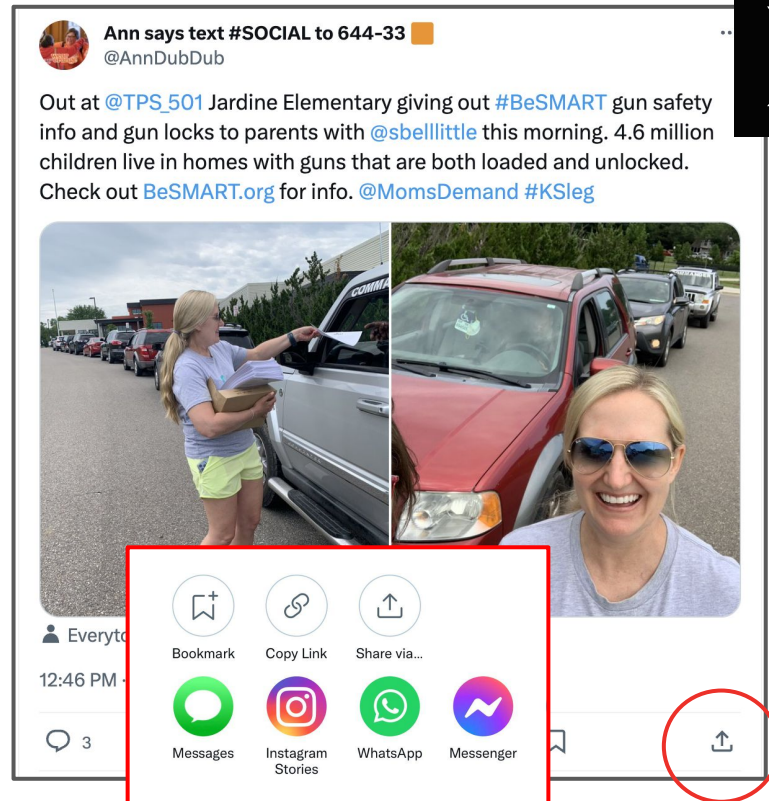 Ann says text #SOCIAL to 644-33
@AnnDubDub
Out at @TPS_501 Jardine Elementary giving out #BeSMART gun safety
info and gun locks to parents with @sbelllittle this morning. 4.6 million
children live in homes with guns that are both loaded and unlocked.
Check out BeSMART.org for info. @MomsDemand #KSleg
COMMA
COMMANDER
Everyto
12:46 PM ·
3
Bookmark
Copy Link
Share via...
Messages
Instagram
Stories
WhatsApp
Messenger